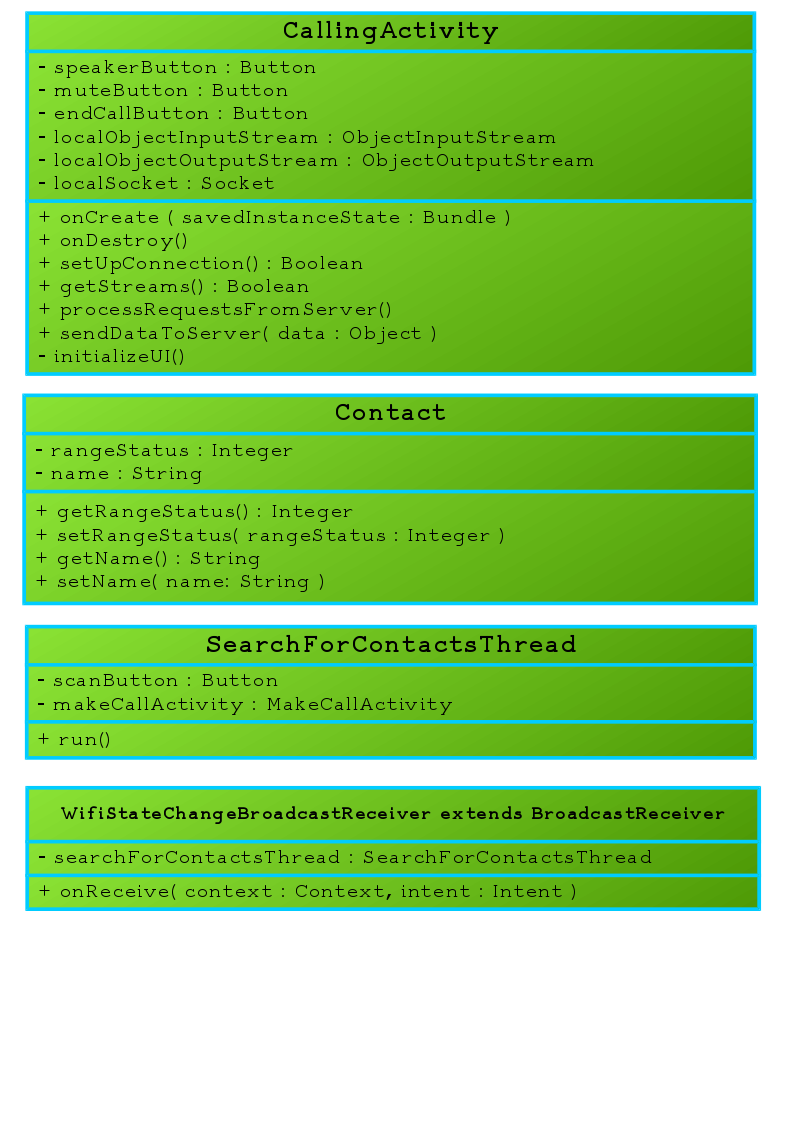 CallingActivity
- speakerButton : Button
- muteButton : Button
- endCallButton : Button
- localObjectInputStream : ObjectInputStream
- localObjectOutputStream : ObjectOutputStream
- localSocket : Socket
+ onCreate ( savedInstanceState : Bundle )
+ onDestroy()
+ setUpConnection() : Boolean
+ getStreams() : Boolean
+ processRequestsFromServer()
+ sendDataToServer( data : Object )
- initializeUI()
Contact
- rangeStatus : Integer
- name : String
+ getRangeStatus() : Integer
+ setRangeStatus( rangeStatus : Integer )
+ getName() : String
+ setName( name: String )
SearchForContactsThread
- scanButton : Button
- makeCallActivity : MakeCallActivity
+ run()
WifiStateChangeBroadcastReceiver extends BroadcastReceiver
- searchForContactsThread : SearchForContactsThread
+ onReceive( context : Context, intent : Intent )